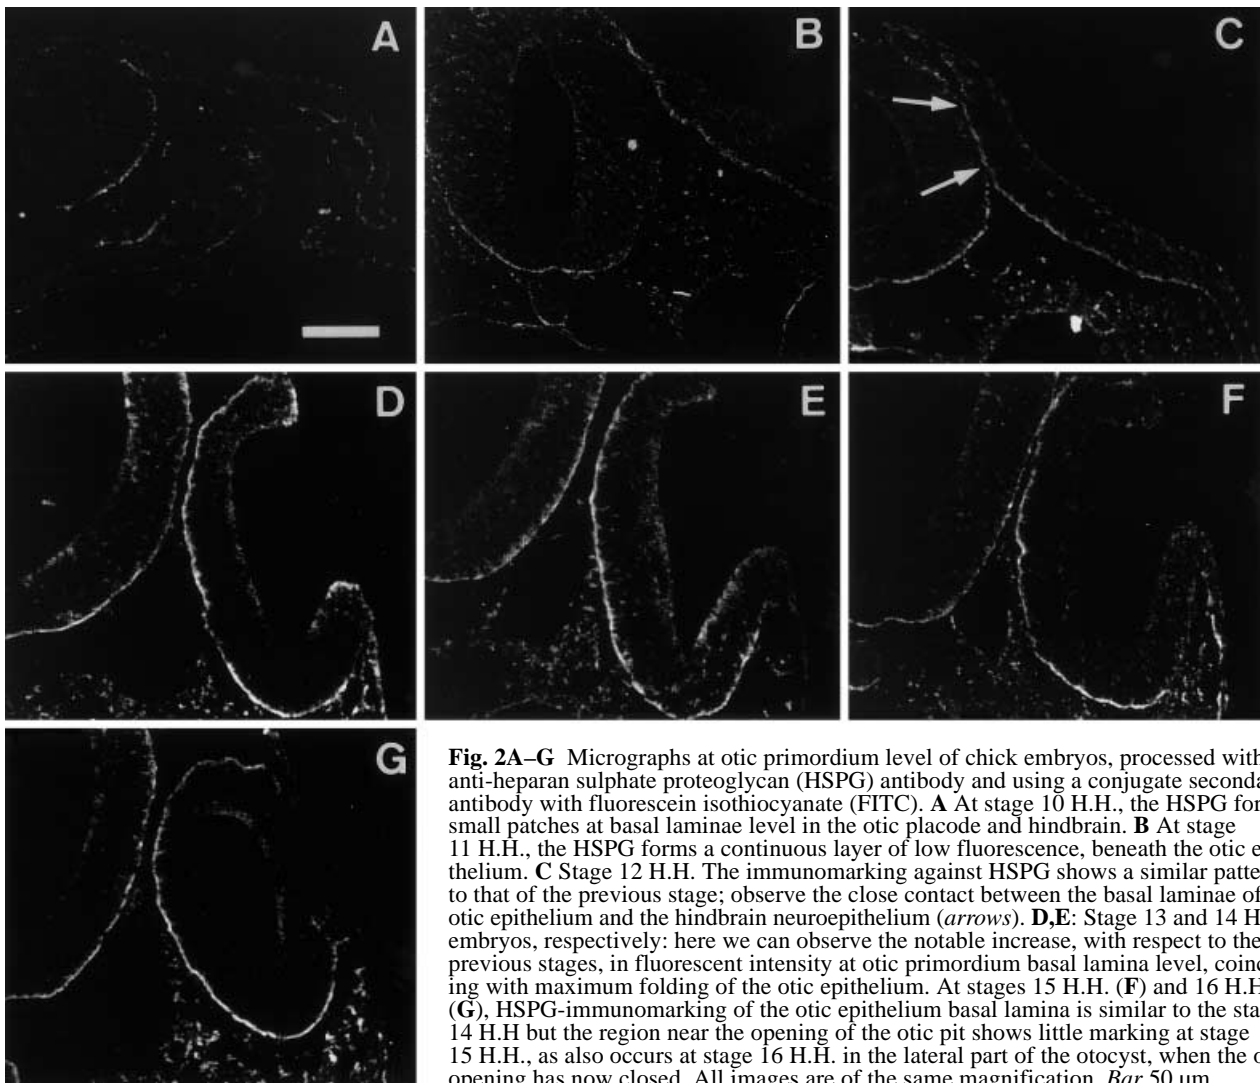 A
B
C
D
E
F
G
Fig. 2A–G Micrographs at otic primordium level of chick embryos, processed with
anti-heparan sulphate proteoglycan (HSPG) antibody and using a conjugate
antibody with fluorescein isothiocyanate (FITC). A At stage 10 H.H., the HSPG
small patches at basal laminae level in the otic placode and hindbrain. B At stage
11 H.H., the HSPG forms a continuous layer of low fluorescence, beneath the otic
thelium. C Stage 12 H.H. The immunomarking against HSPG shows a similar
to that of the previous stage; observe the close contact between the basal laminae of
otic epithelium and the hindbrain neuroepithelium (arrows). D,E: Stage 13 and 14
embryos, respectively: here we can observe the notable increase, with respect to the
previous stages, in fluorescent intensity at otic primordium basal lamina level,
ing with maximum folding of the otic epithelium. At stages 15 H.H. (F) and 16
(G), HSPG-immunomarking of the otic epithelium basal lamina is similar to the
14 H.H but the region near the opening of the otic pit shows little marking at stage
15 H.H., as also occurs at stage 16 H.H. in the lateral part of the otocyst, when the
opening has now closed. All images are of the same magnification. Bar 50 µm